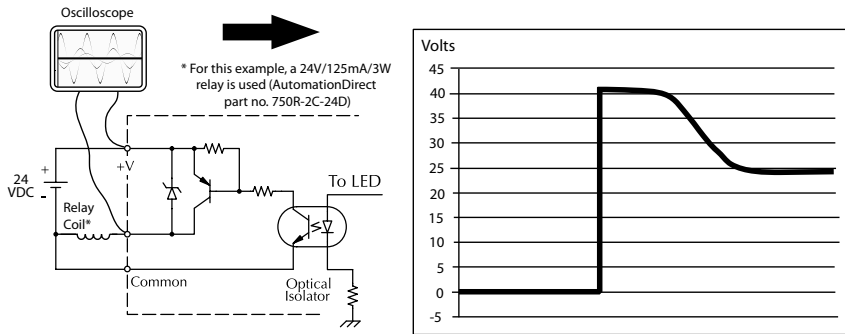 Oscilloscope
* For this example, a 24V/125mA/3W
relay is used (AutomationDirect
part no. 750R-2C-24D)
+
24
VDC
-
+V
Relay
Coil*
Common
To LED
Optical
Isolator
Volts
45
40
35
30
25
20
15
10
5
0
-5